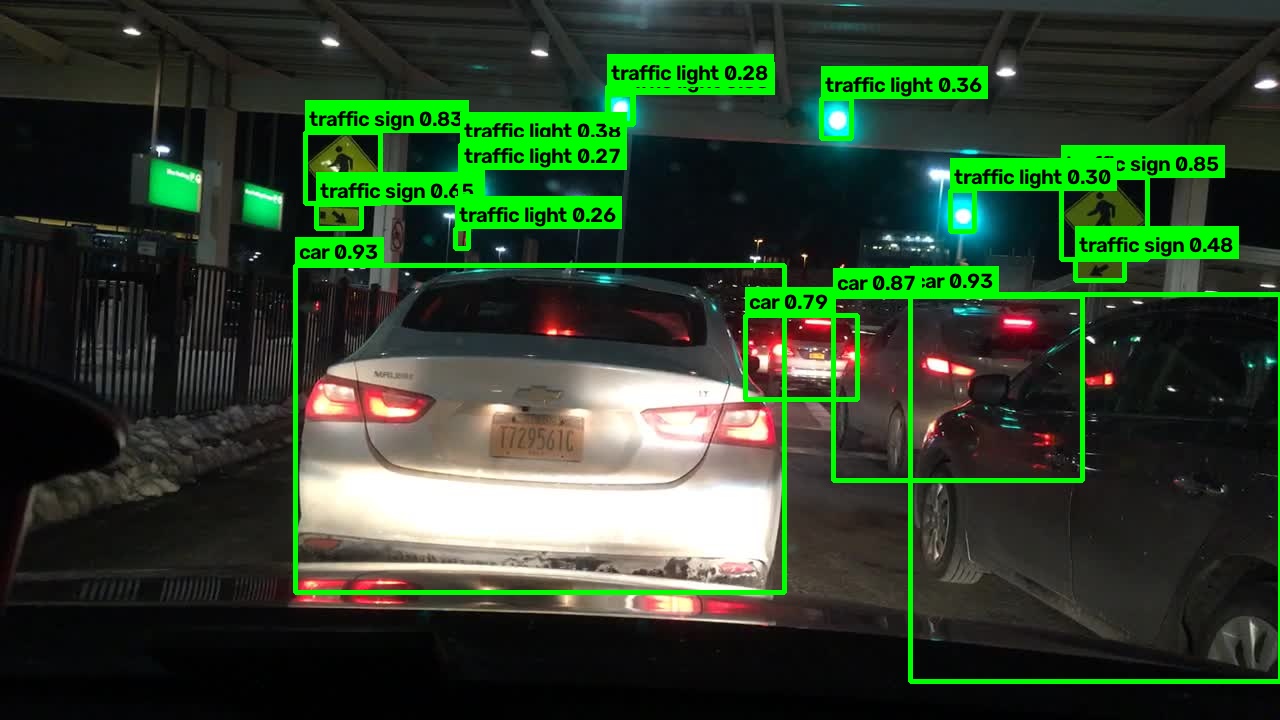 traffic light 0.28
traffic light 0.36
traffic sign 0.83
traffic light 0.38
traffic light 0.27
traffic sign 0.85
traffic light 0.30
traffic sign 0.65
traffic light 0.26
traffic sign 0.48
car 0.93
car 0.87
car 0.93
car 0.79
MALIBU
LT
T729561C